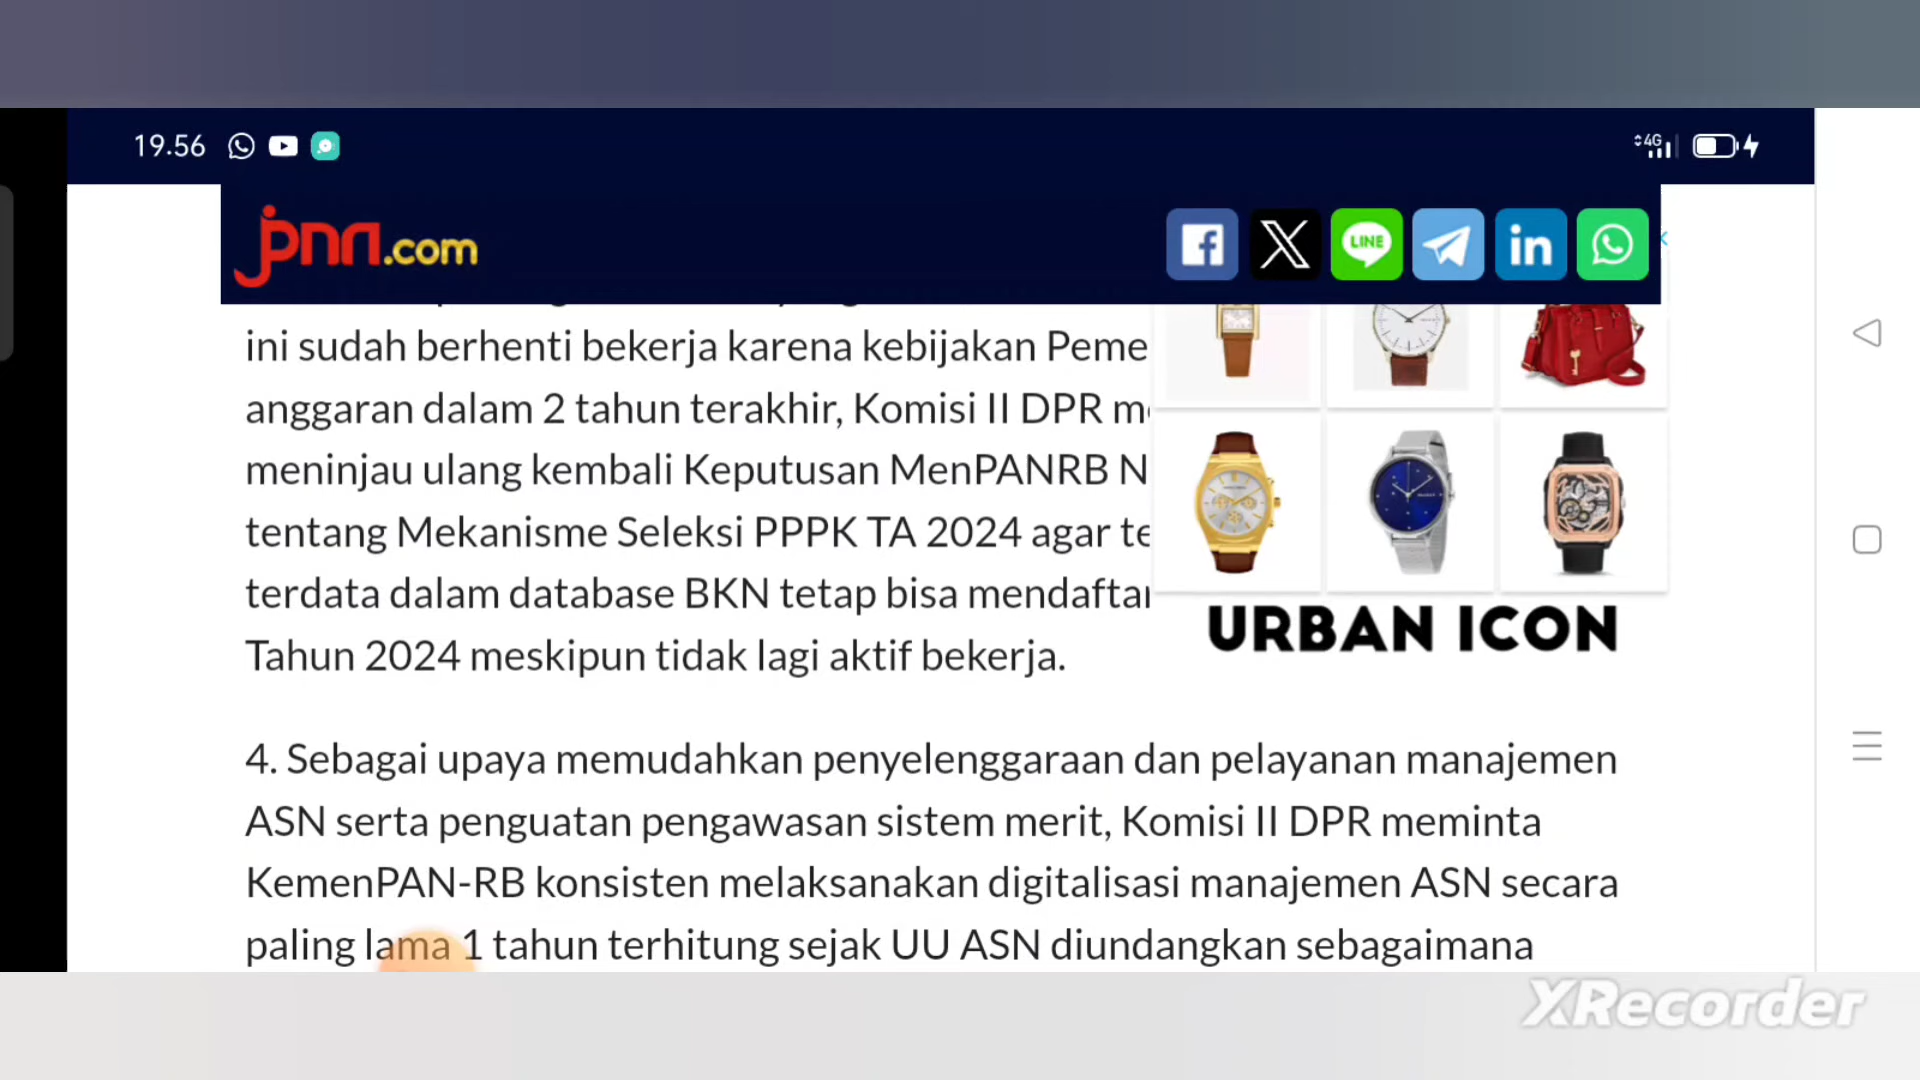 19.56
4G
jpnn.com
LINE
in
ini sudah berhenti bekerja karena kebijakan
anggaran dalam 2 tahun terakhir, Komisi II DPR
meninjau ulang kembali Keputusan MenPANRB
tentang Mekanisme Seleksi PPPK TA 2024 agar
terdata dalam database BKN tetap bisa
Tahun 2024 meskipun tidak lagi aktif bekerja.
URBAN ICON
4. Sebagai upaya memudahkan penyelenggaraan dan pelayanan manajemen
ASN serta penguatan pengawasan sistem merit, Komisi II DPR meminta
KemenPAN-RB konsisten melaksanakan digitalisasi manajemen ASN secara
paling lama 1 tahun terhitung sejak UU ASN diundangkan sebagaimana
XRecorder